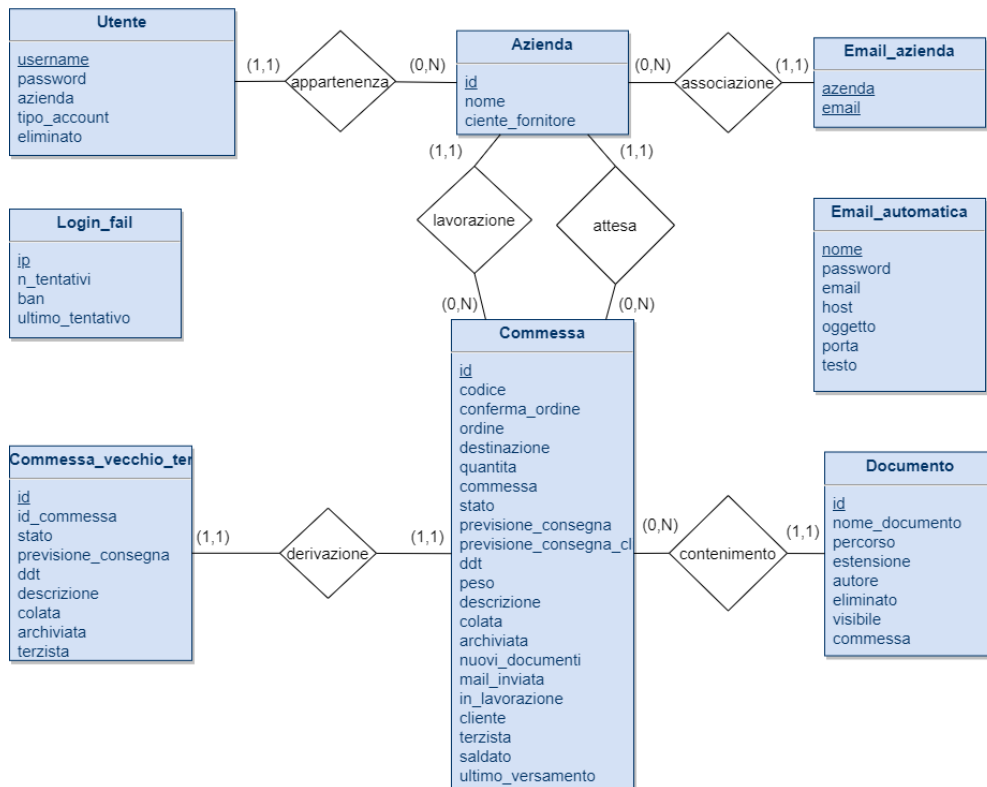 Utente
username
password
azienda
tipo_account
eliminato
(1,1)
appartenenza
(0,N)
Azienda
id
nome
ciente_fornitore
(0,N)
associazione
(1,1)
Email_azienda
azenda
email
(1,1)
lavorazione
(0,N)
(1,1)
attesa
(0,N)
Login_fail
ip
n_tentativi
ban
ultimo_tentativo
Email_automatica
nome
password
email
host
oggetto
porta
testo
Commessa
id
codice
conferma_ordine
ordine
destinazione
quantita
commessa
stato
previsione_consegna
previsione_consegna_cl
ddt
peso
descrizione
colata
archiviata
nuovi_documenti
mail_inviata
in_lavorazione
cliente
terzista
saldato
ultimo_versamento
Commessa_vecchio_ter
id
id_commessa
stato
previsione_consegna
ddt
descrizione
colata
archiviata
terzista
(1,1)
derivazione
(1,1)
(0,N)
contenimento
(1,1)
Documento
id
nome_documento
percorso
estensione
autore
eliminato
visibile
commessa